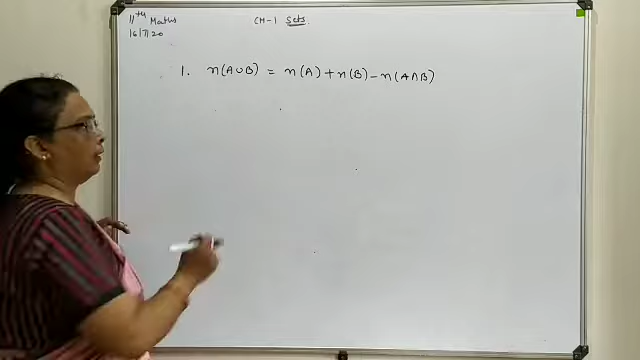 11th Maths
CH-1 Sets.
16/7/20
1. n(A∪B) = n(A) + n(B) - n(A∩B)